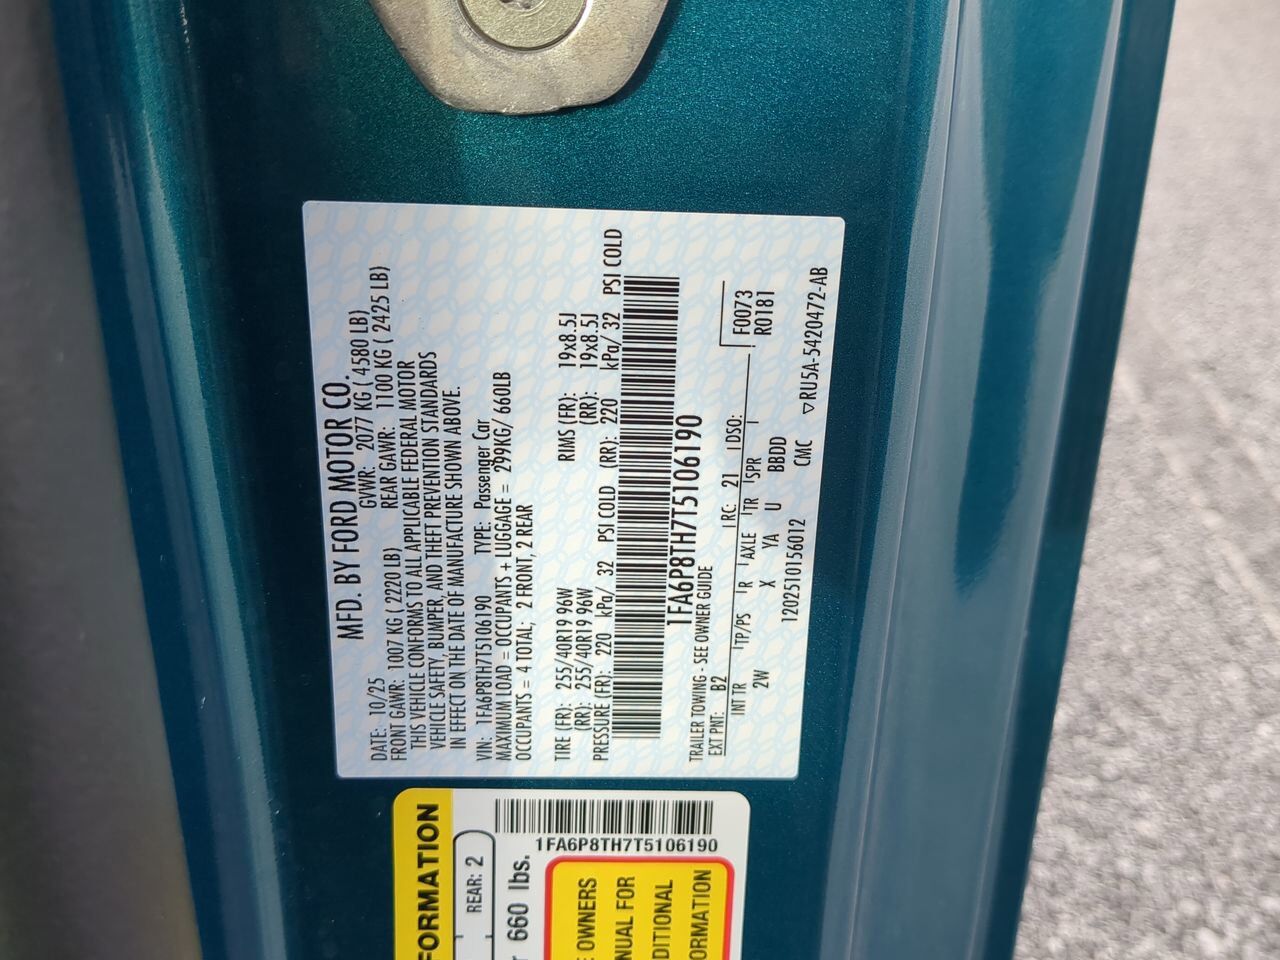 MFD. BY FORD MOTOR CO.
DATE: 10/25 GVWR: 2077 KG ( 4580 LB)
FRONT GAWR: 1007 KG ( 2220 LB) REAR GAWR: 1100 KG ( 2425 LB)
THIS VEHICLE CONFORMS TO ALL APPLICABLE FEDERAL MOTOR
VEHICLE SAFETY, BUMPER, AND THEFT PREVENTION STANDARDS
IN EFFECT ON THE DATE OF MANUFACTURE SHOWN ABOVE.
VIN: 1FA6P8TH7T5106190 TYPE: Passenger Car
MAXIMUM LOAD = OCCUPANTS + LUGGAGE = 299KG/ 660LB
OCCUPANTS = 4 TOTAL; 2 FRONT, 2 REAR
TIRE (FR): 255/40R19 96W RIMS (FR): 19x8.5J
(RR): 255/40R19 96W (RR): 19x8.5J
PRESSURE (FR): 220 kPa/ 32 PSI COLD (RR): 220 kPa/ 32 PSI COLD
1FA6P8TH7T5106190
TRAILER TOWING - SEE OWNER GUIDE
EXT PNT: B2 RC: 21 DSO: F0073
INT TR TP/PS R AXLE TR SPR R0181
2W X YA U BBDD
1202510156012 CMC ▽RU5A-5420472-AB
FORMATION
REAR: 2
660 lbs.
1FA6P8TH7T5106190
OWNERS
NUAL FOR
DITIONAL
ORMATION